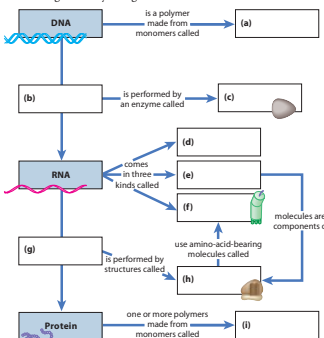 DNA
is a polymer
made from
monomers called
(a)
(b)
is performed by
an enzyme called
(c)
(d)
RNA
comes
in three
kinds called
(e)
(f)
molecules are
components o
(g)
is performed by
structures called
use amino-acid-bearing
molecules called
(h)
Protein
one or more polymers
made from
monomers called
(i)